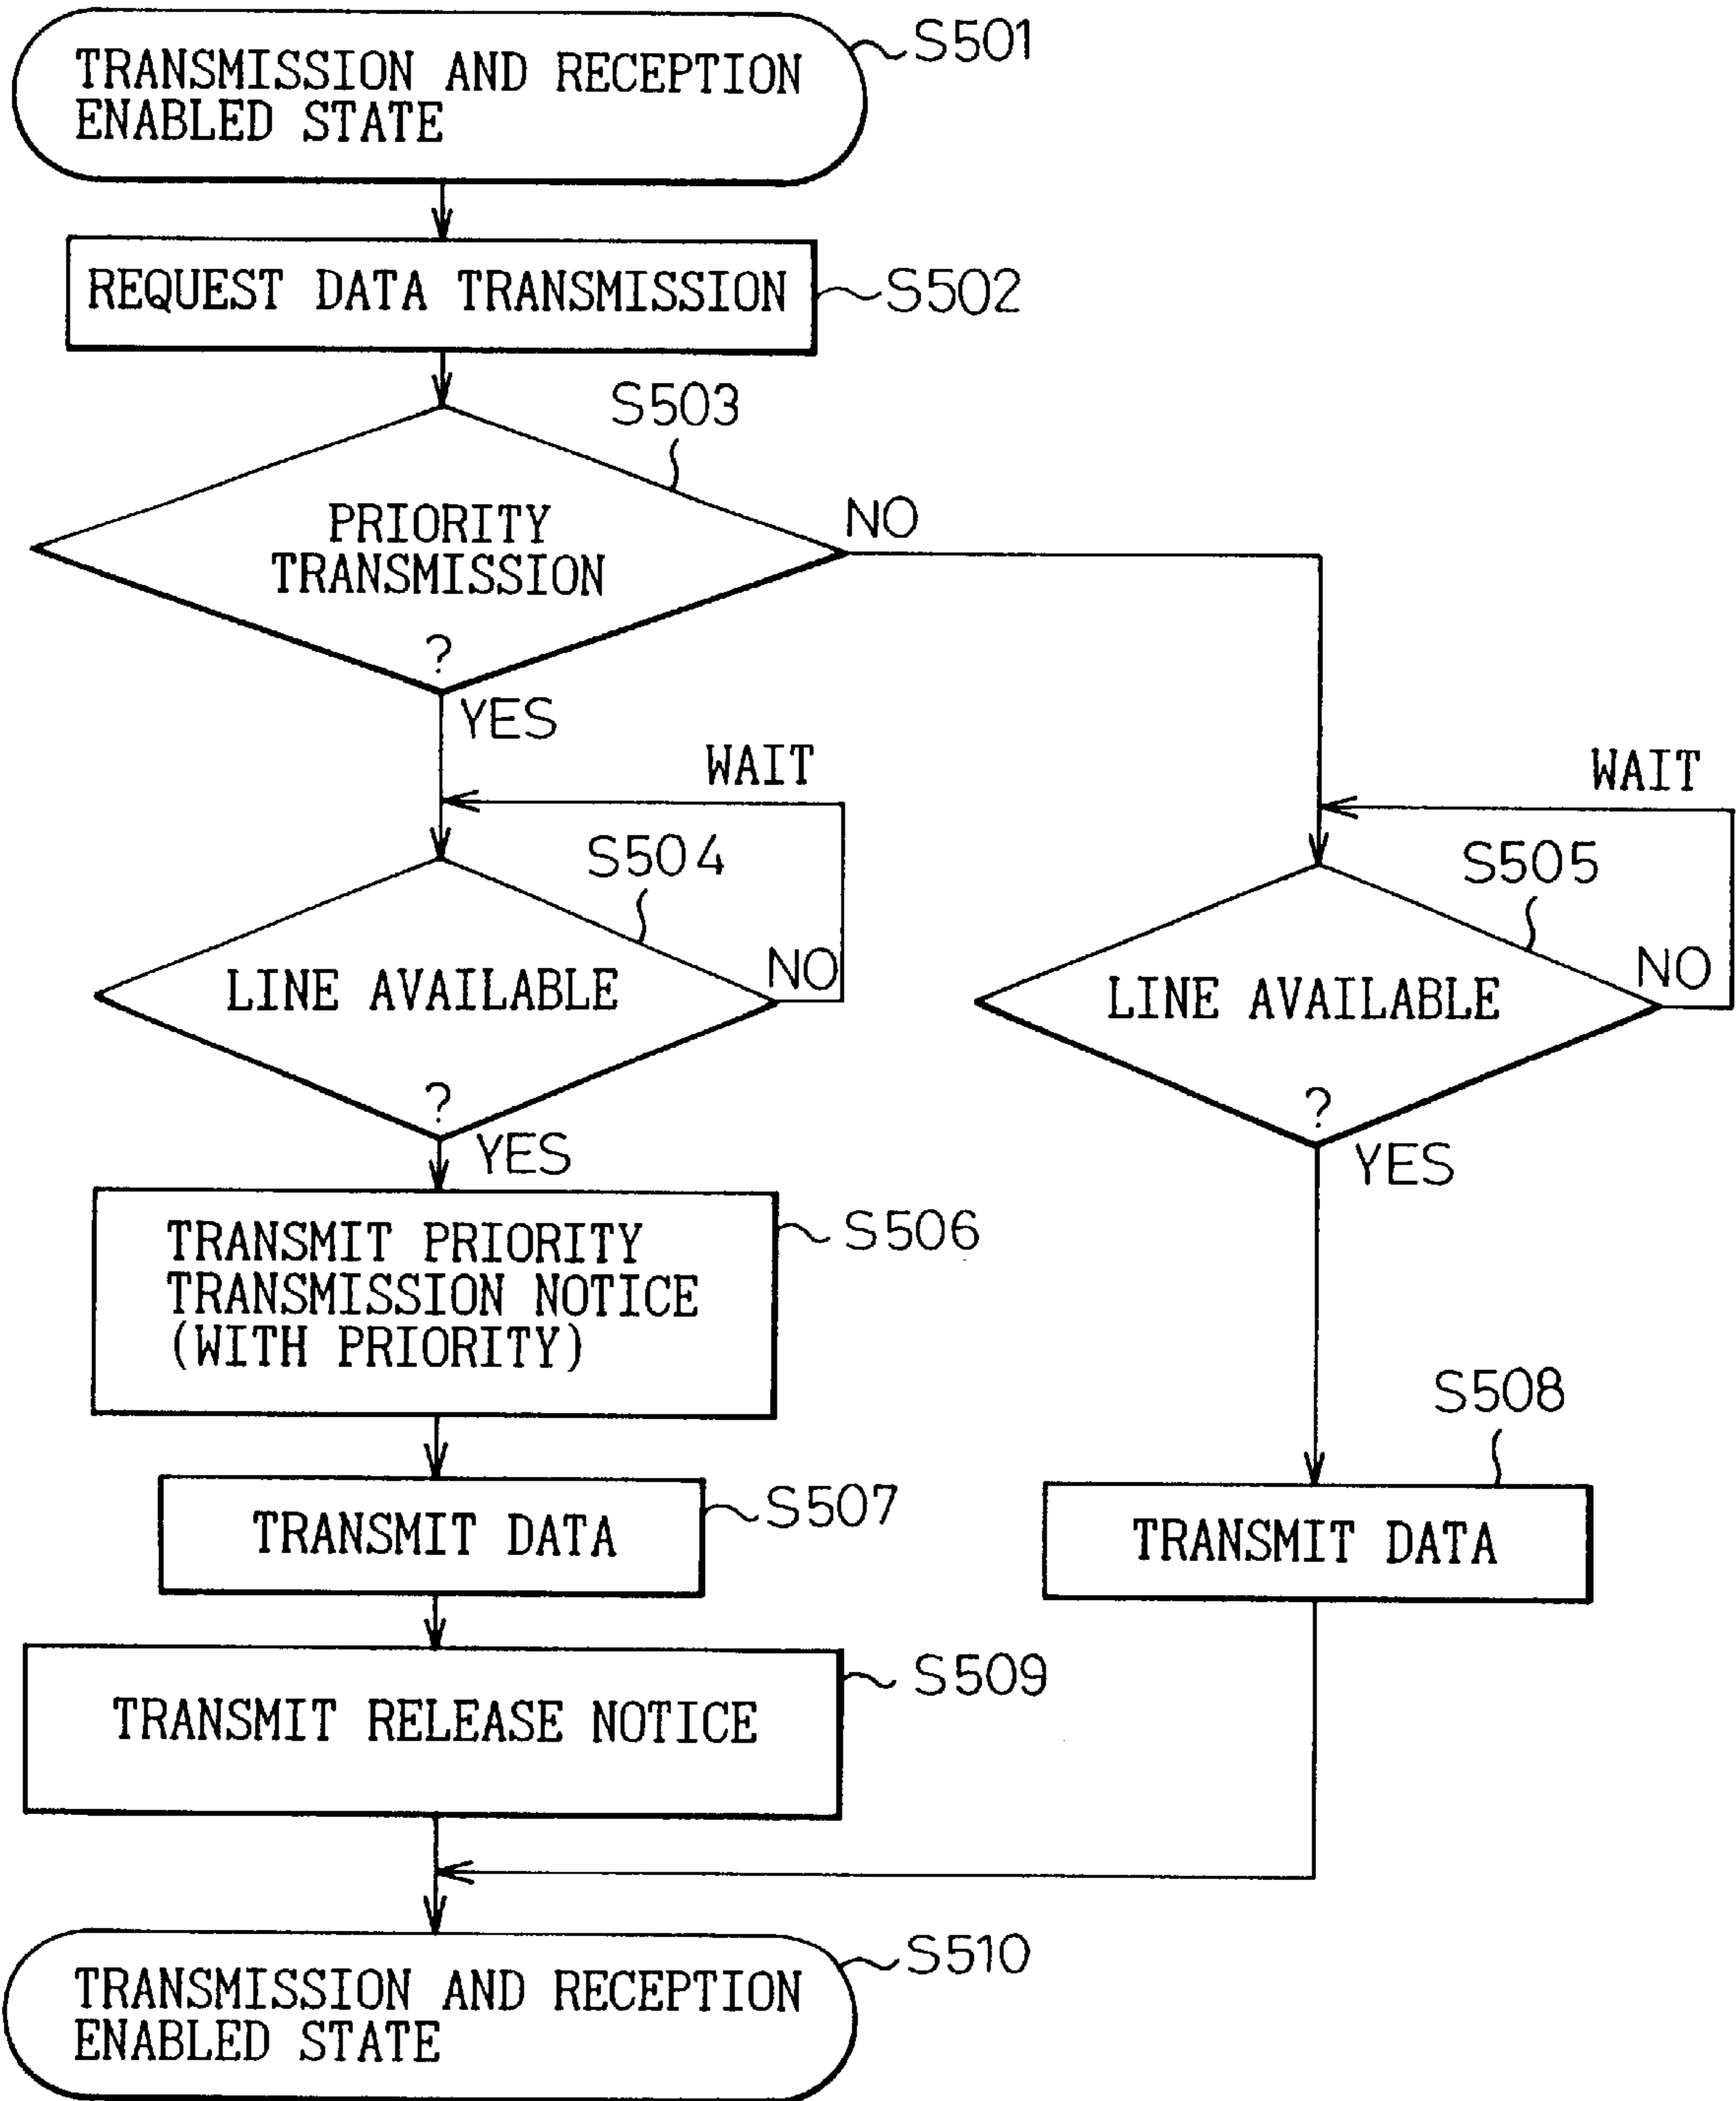 TRANSMISSION AND RECEPTION
ENABLED STATE
S501
REQUEST DATA TRANSMISSION
S502
S503
PRIORITY
TRANSMISSION
?
NO
YES
WAIT
S504
LINE AVAILABLE
?
NO
YES
WAIT
S505
LINE AVAILABLE
?
NO
YES
TRANSMIT PRIORITY
TRANSMISSION NOTICE
(WITH PRIORITY)
S506
TRANSMIT DATA
S507
S508
TRANSMIT DATA
TRANSMIT RELEASE NOTICE
S509
TRANSMISSION AND RECEPTION
ENABLED STATE
S510